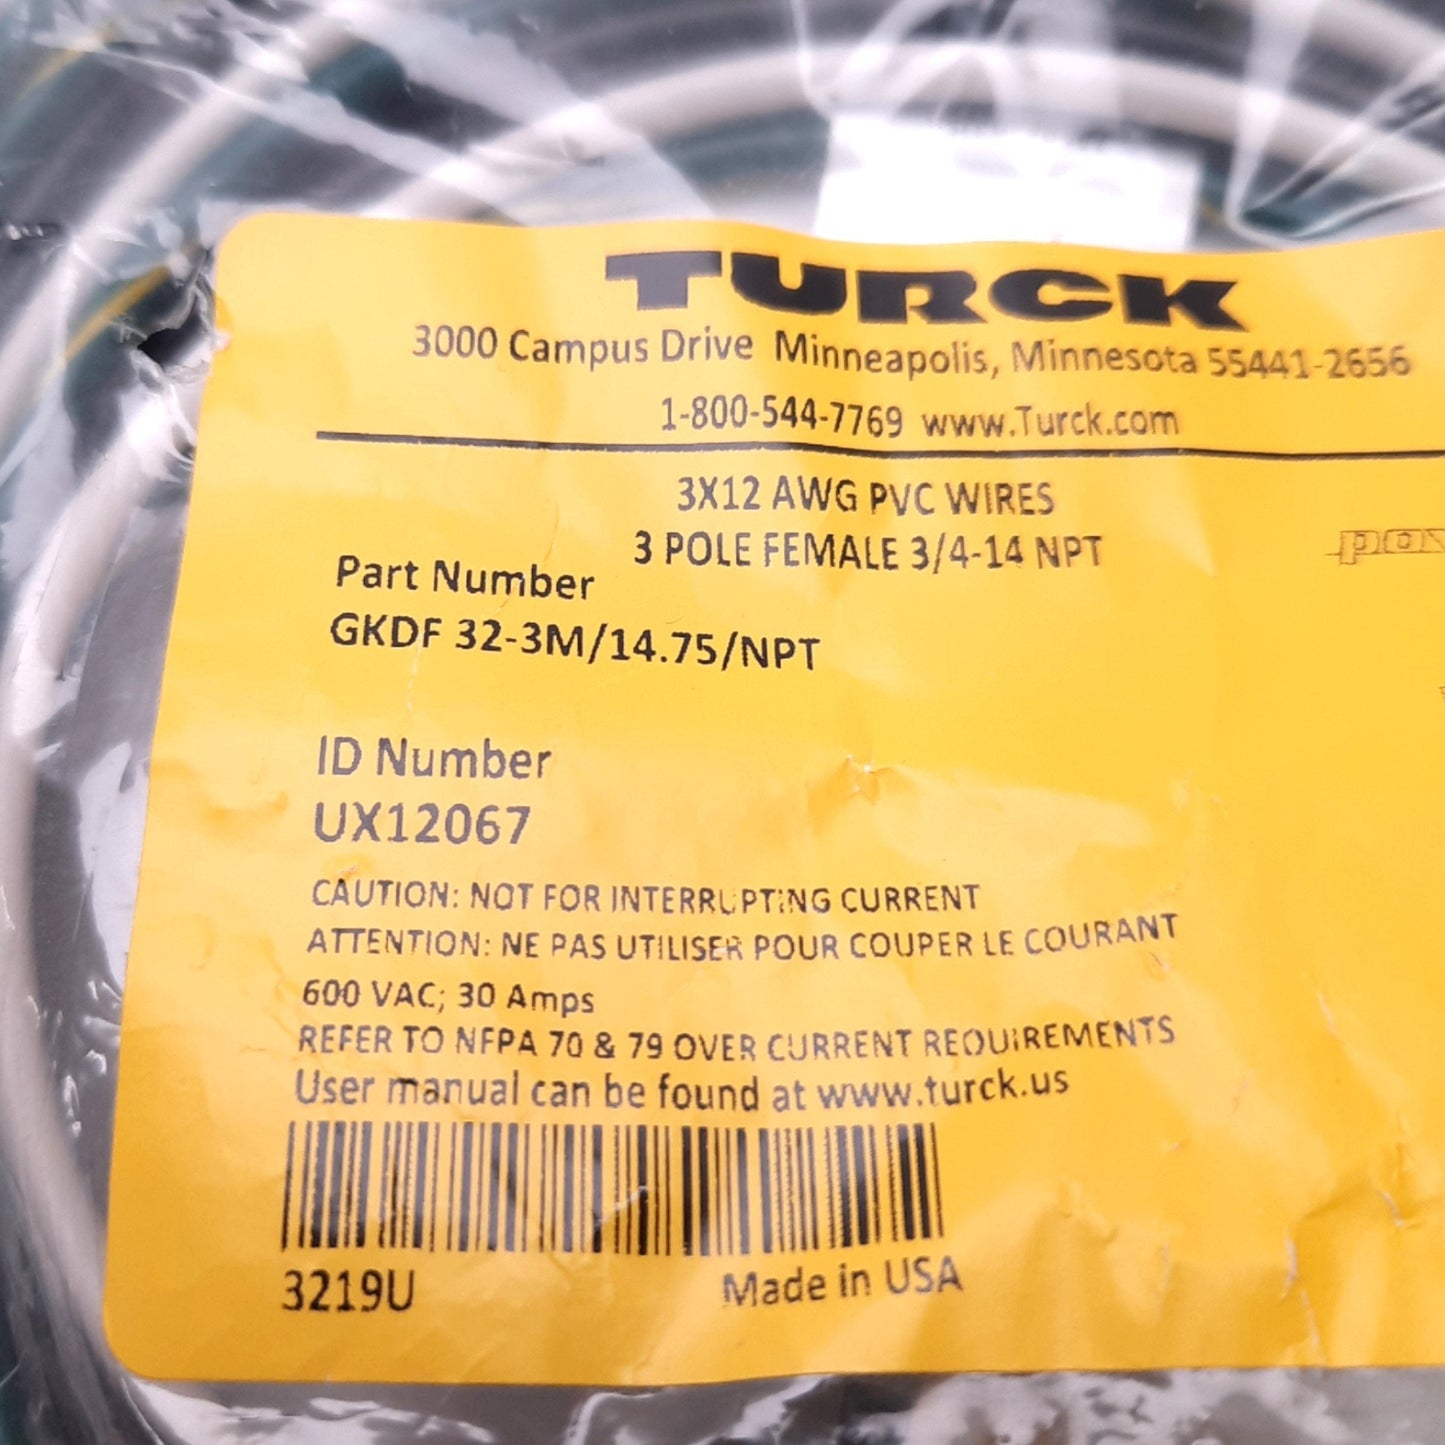 TURCK
3000 Campus Drive Minneapolis, Minnesota 55441-2656
1-800-544-7769 www.Turck.com
3X12 AWG PVC WIRES
3 POLE FEMALE 3/4-14 NPT
pow
Part Number
GKDF 32-3M/14.75/NPT
ID Number
UX12067
CAUTION: NOT FOR INTERRUPTING CURRENT
ATTENTION: NE PAS UTILISER POUR COUPER LE COURANT
600 VAC; 30 Amps
REFER TO NFPA 70 & 79 OVER CURRENT REQUIREMENTS
User manual can be found at www.turck.us
3219U Made in USA